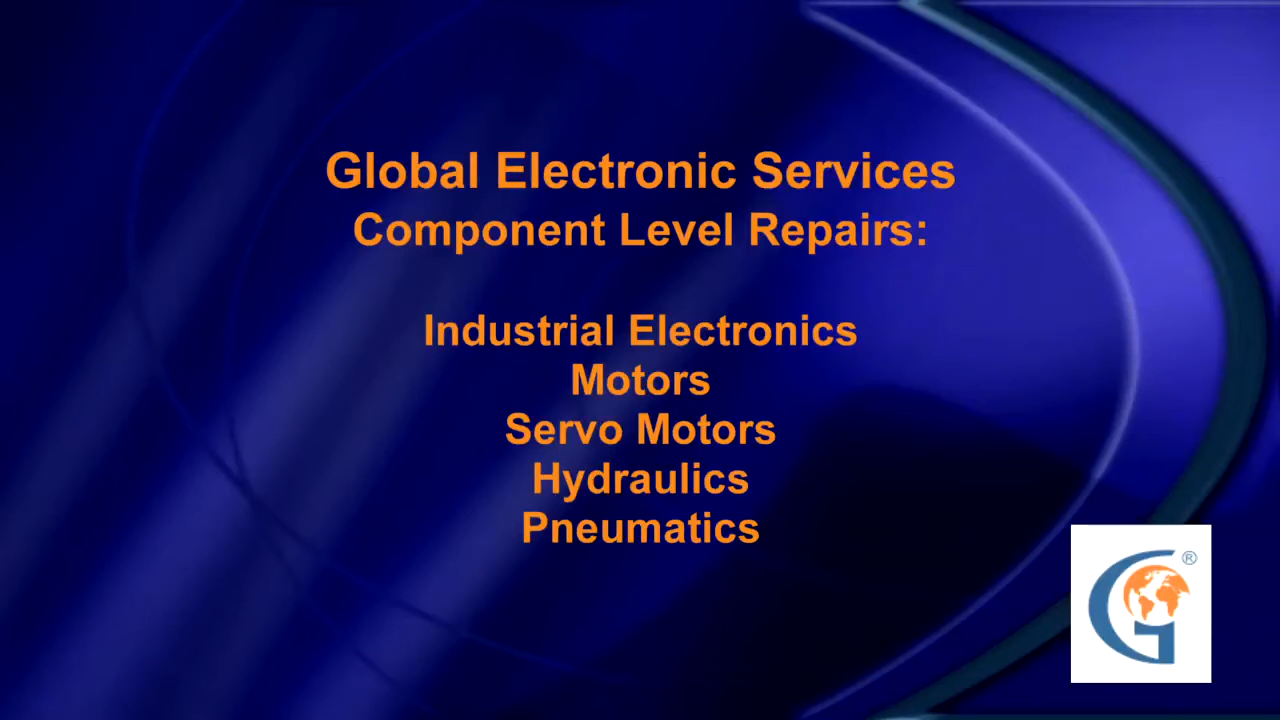 Global Electronic Services
Component Level Repairs:
Industrial Electronics
Motors
Servo Motors
Hydraulics
Pneumatics
G®